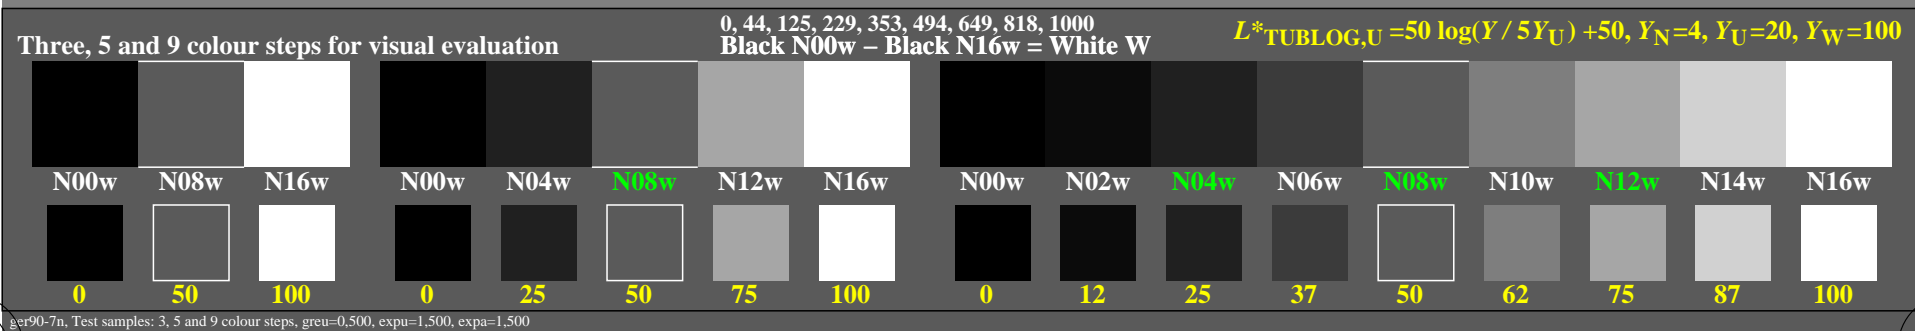 0, 44, 125, 229, 353, 494, 649, 818, 1000
Three, 5 and 9 colour steps for visual evaluation
Black N00w – Black N16w = White W
L*TUBLOG,U =50 log(Y / 5YU) +50, YN=4, YU=20, YW=100
N00w N08w N16w N00w N04w N08w N12w N16w N00w N02w N04w N06w N08w N10w N12w N14w N16w
0 50 100 0 25 50 75 100 0 12 25 37 50 62 75 87 100
ger90-7n, Test samples: 3, 5 and 9 colour steps, greu=0,500, expu=1,500, expa=1,500